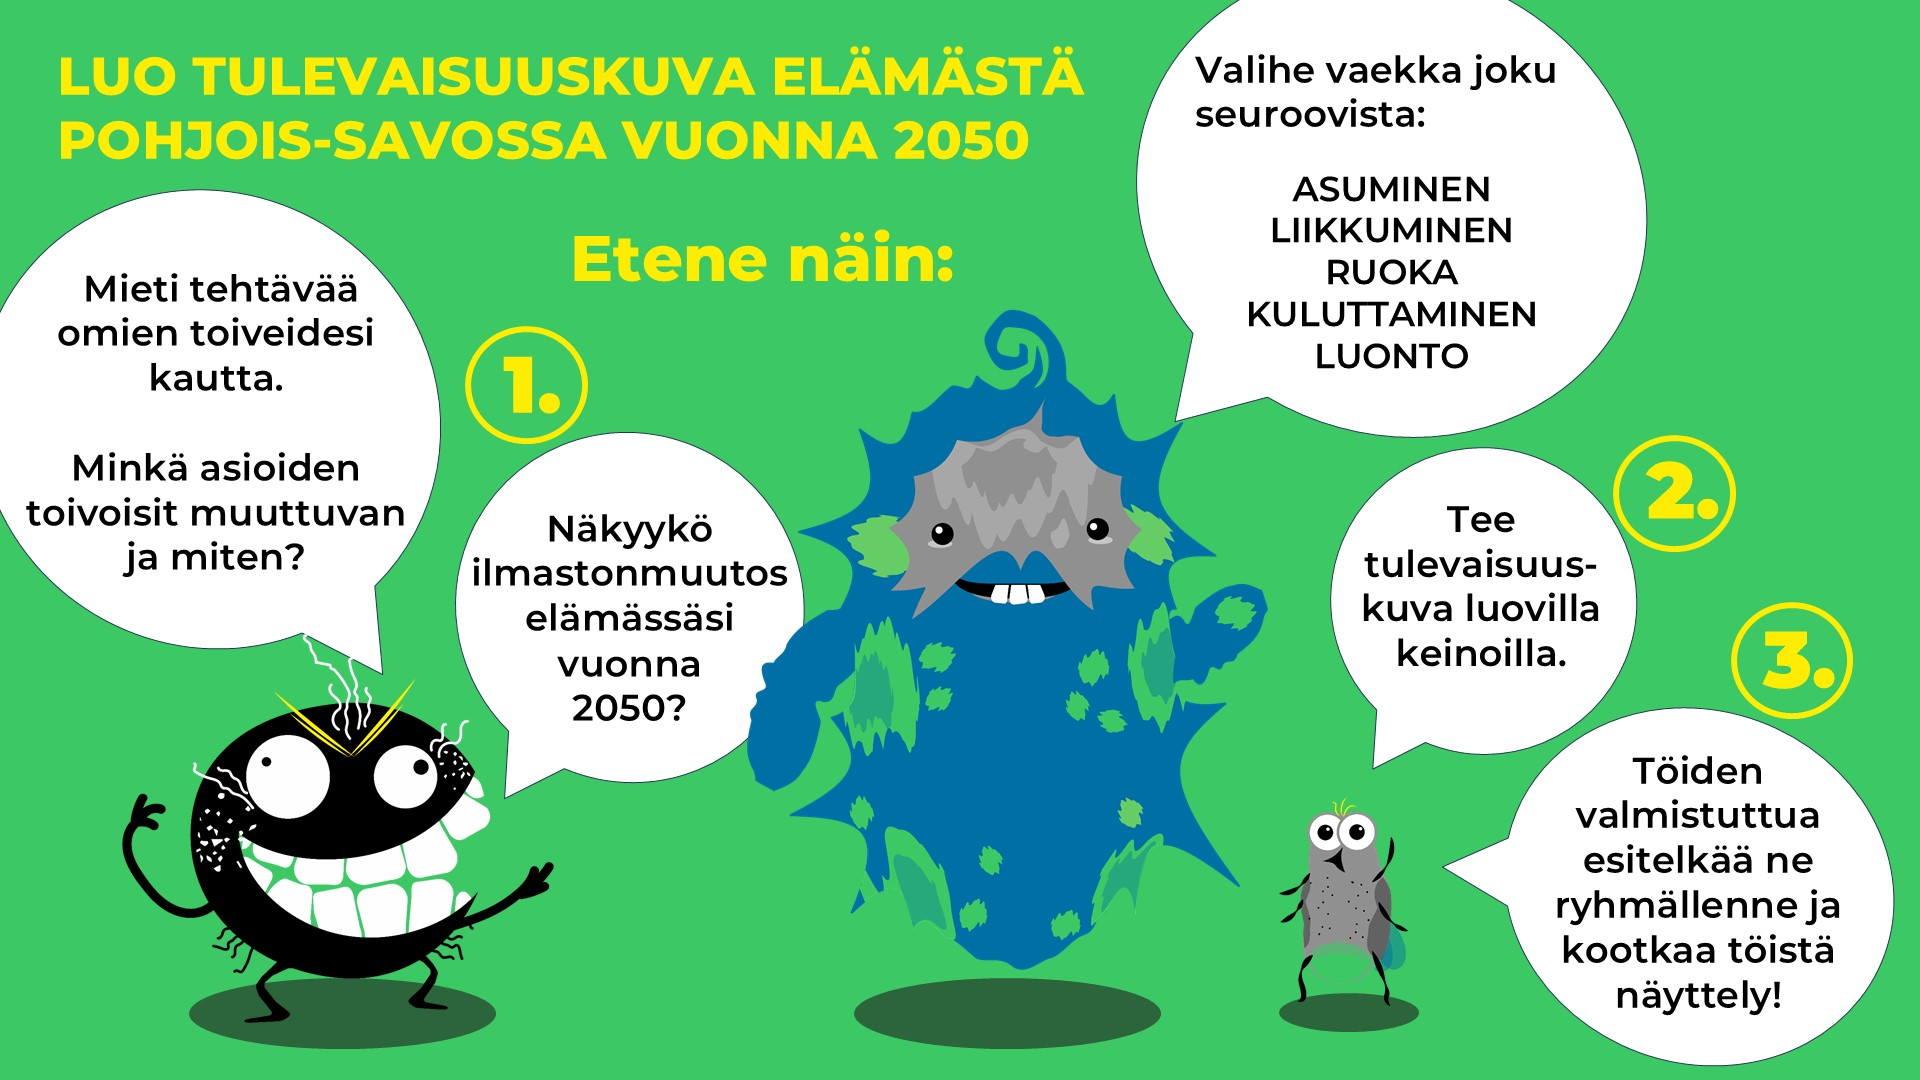 LUO TULEVAISUUSKUVA ELÄMÄSTÄ
POHJOIS-SAVOSSA VUONNA 2050
Etene näin:
1.
Mieti tehtävää
omien toiveidesi
kautta.
Minkä asioiden
toivoisit muuttuvan
ja miten?
Näkyykö
ilmastonmuutos
elämässäsi
vuonna
2050?
Valihe vaekka joku
seuroovista:
ASUMINEN
LIIKKUMINEN
RUOKA
KULUTTAMINEN
LUONTO
2.
Tee
tulevaisuus-
kuva luovilla
keinoilla.
3.
Töiden
valmistuttua
esitelkää ne
ryhmällenne ja
kootkaa töistä
näyttely!